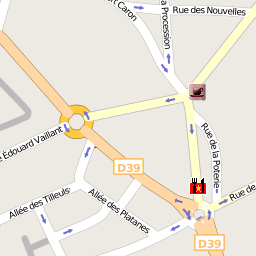 Rue des Nouvelles
rt Caron
a Procession
Édouard Vaillant
Rue de la Poterie
D39
Allée des Tilleuls
Allée des Platanes
Rue de
D39